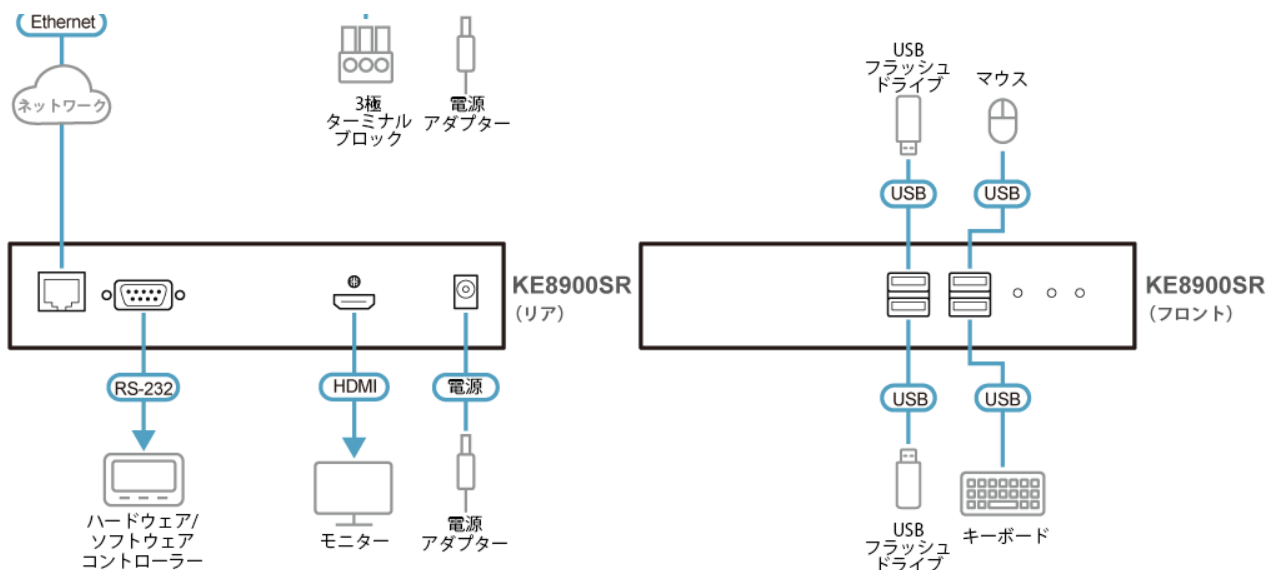 Ethernet
ネットワーク
3極
ターミナル
ブロック
電源
アダプター
USB
フラッシュ
ドライブ
マウス
USB
USB
KE8900SR
(リア)
KE8900SR
(フロント)
RS-232
HDMI
電源
USB
USB
ハードウェア/
ソフトウェア
コントローラー
モニター
電源
アダプター
USB
フラッシュ
ドライブ
キーボード